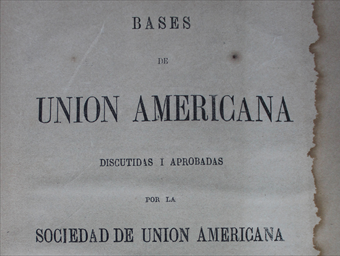 BASES
DE
UNION AMERICANA
DISCUTIDAS I APROBADAS
POR LA
SOCIEDAD DE UNION AMERICANA